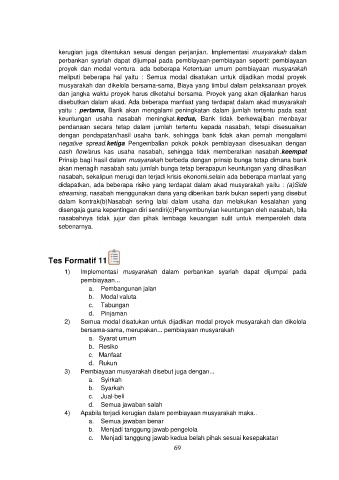 kerugian juga ditentukan sesuai dengan perjanjian. Implementasi musyarakah dalam
perbankan syariah dapat dijumpai pada pembiayaan-pembiayaan seperti: pembiayaan
proyek dan modal ventura. ada beberapa Ketentuan umum pembiayaan musyarakah
meliputi beberapa hal yaitu : Semua modal disatukan untuk dijadikan modal proyek
musyarakah dan dikelola bersama-sama, Biaya yang timbul dalam pelaksanaan proyek
dan jangka waktu proyek harus diketahui bersama. Proyek yang akan dijalankan harus
disebutkan dalam akad. Ada beberapa manfaat yang terdapat dalam akad musyarakah
yaitu : pertama, Bank akan mengalami peningkatan dalam jumlah tertentu pada saat
keuntungan usaha nasabah meningkat.kedua, Bank tidak berkewajiban membayar
pendanaan secara tetap dalam jumlah tertentu kepada nasabah, tetapi disesuaikan
dengan pendapatan/hasil usaha bank, sehingga bank tidak akan pernah mengalami
negative spread.ketiga Pengembalian pokok pokok pembiayaan disesuaikan dengan
cash flow/arus kas usaha nasabah, sehingga tidak memberatkan nasabah.keempat
Prinsip bagi hasil dalam musyarakah berbeda dengan prinsip bunga tetap dimana bank
akan menagih nasabah satu jumlah bunga tetap berapapun keuntungan yang dihasilkan
nasabah, sekalipun merugi dan terjadi krisis ekonomi.selain ada beberapa manfaat yang
didapatkan, ada beberapa risiko yang terdapat dalam akad musyarakah yaitu : (a)Side
streaming, nasabah menggunakan dana yang diberikan bank bukan seperti yang disebut
dalam kontrak(b)Nasabah sering lalai dalam usaha dan melakukan kesalahan yang
disengaja guna kepentingan diri sendiri(c)Penyembunyian keuntungan oleh nasabah, bila
nasabahnya tidak jujur dan pihak lembaga keuangan sulit untuk memperoleh data
sebenarnya.
Tes Formatif 11
1) Implementasi musyarakah dalam perbankan syariah dapat dijumpai pada
pembiayaan...
a. Pembangunan jalan
b. Modal valuta
c. Tabungan
d. Pinjaman
2) Semua modal disatukan untuk dijadikan modal proyek musyarakah dan dikelola
bersama-sama, merupakan... pembiayaan musyarakah
a. Syarat umum
b. Resiko
c. Manfaat
d. Rukun
3) Pembiayaan musyarakah disebut juga dengan...
a. Syirkah
b. Syarkah
c. Jual-beli
d. Semua jawaban salah
4) Apabila terjadi kerugian dalam pembiayaan musyarakah maka..
a. Semua jawaban benar
b. Menjadi tanggung jawab pengelola
c. Menjadi tanggung jawab kedua belah pihak sesuai kesepakatan
69